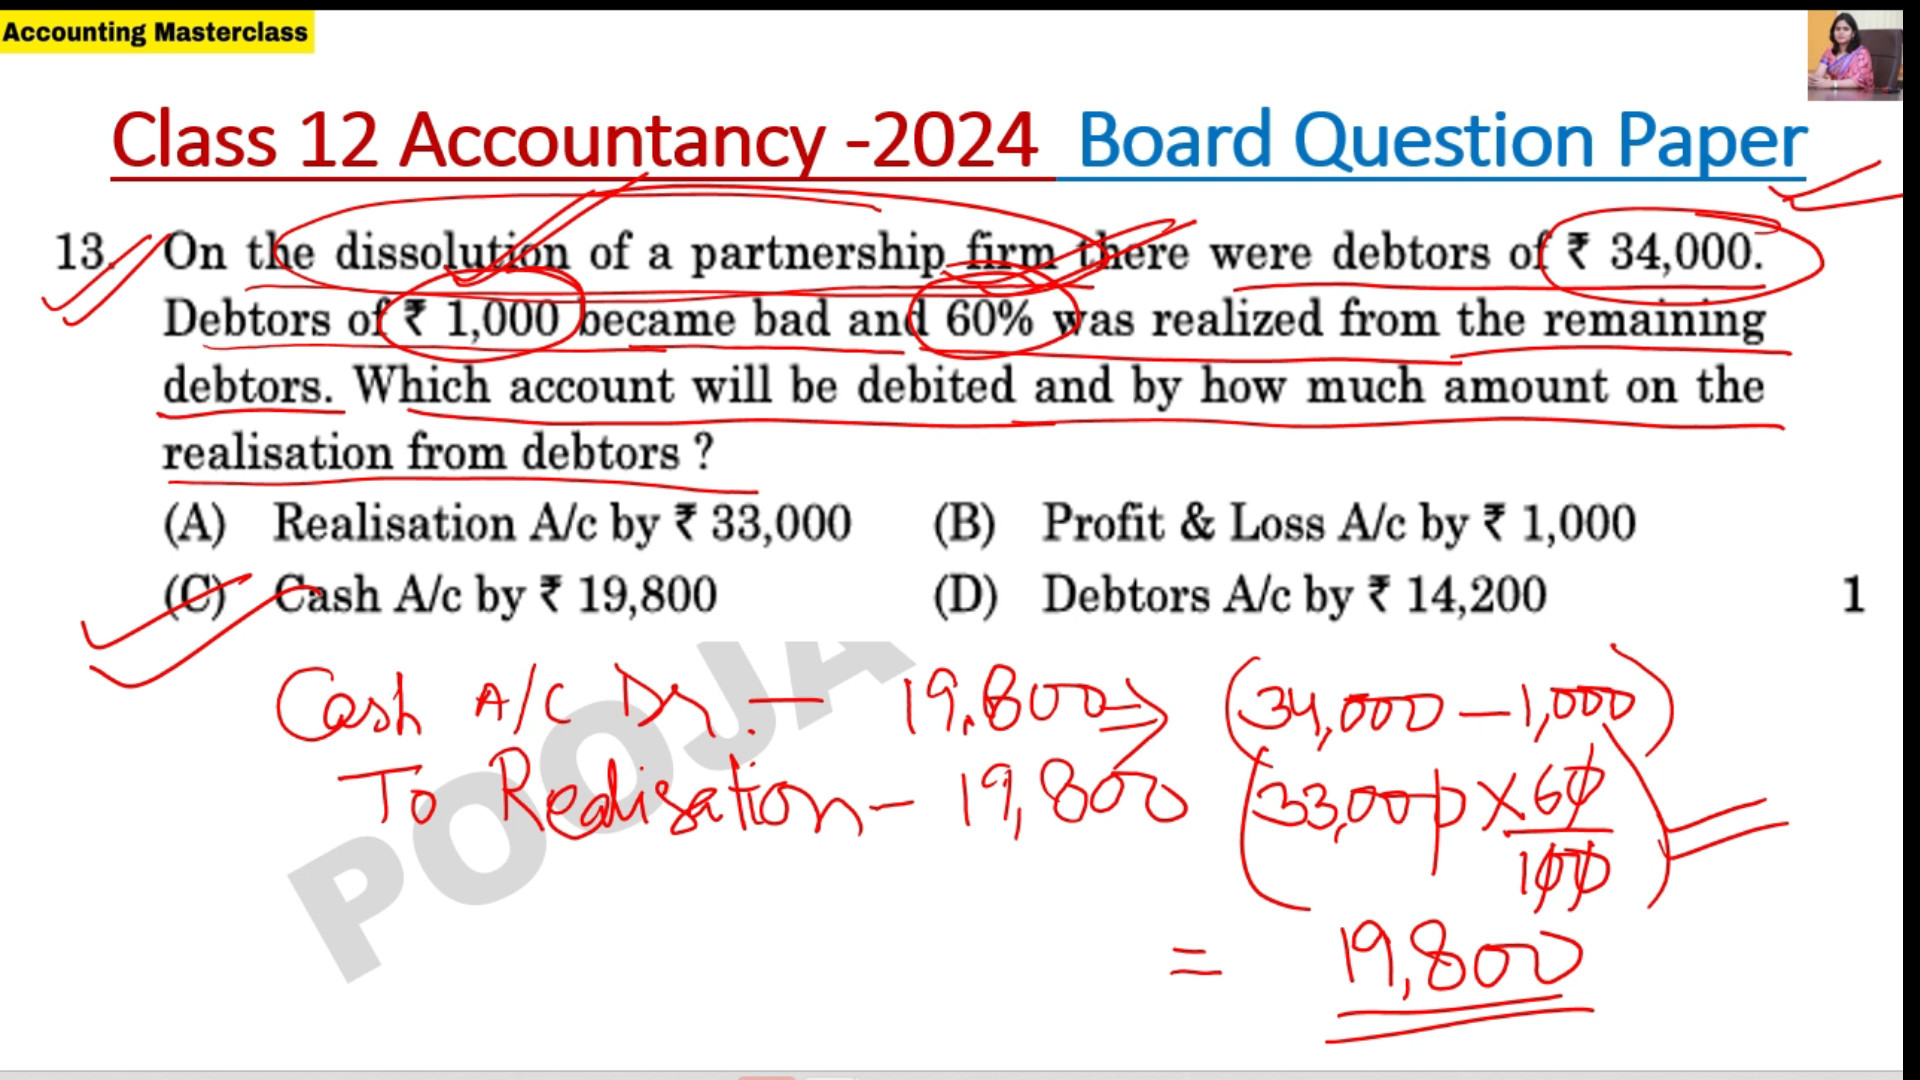 Accounting Masterclass
Class 12 Accountancy -2024 Board Question Paper
13. On the dissolution of a partnership firm there were debtors of ₹ 34,000.
Debtors of ₹ 1,000 became bad and 60% was realized from the remaining
debtors. Which account will be debited and by how much amount on the
realisation from debtors ?
(A) Realisation A/c by ₹ 33,000 (B) Profit & Loss A/c by ₹ 1,000
(C) Cash A/c by ₹ 19,800 (D) Debtors A/c by ₹ 14,200 1
POOJA
Cash A/C Dr. — 19,800 → (34,000 – 1,000)
To Realisation – 19,800 (33,000 × 60/100)
= 19,800